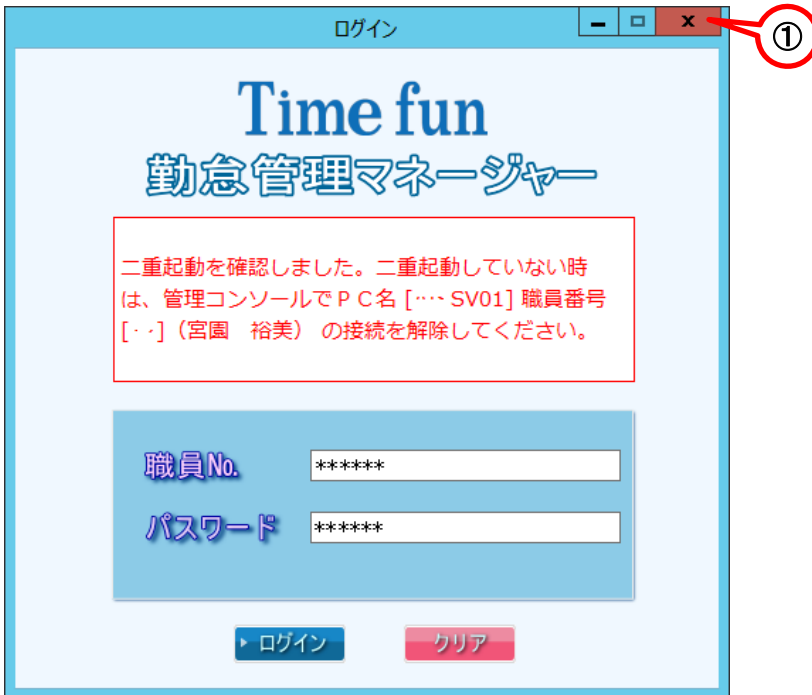 ログイン
①
Time fun
勤怠管理マネージャー
二重起動を確認しました。二重起動していない時
は、管理コンソールでＰＣ名 [ SV01] 職員番号
[ ]（宮園　裕美） の接続を解除してください。
職員No.
******
パスワード
******
ログイン
クリア